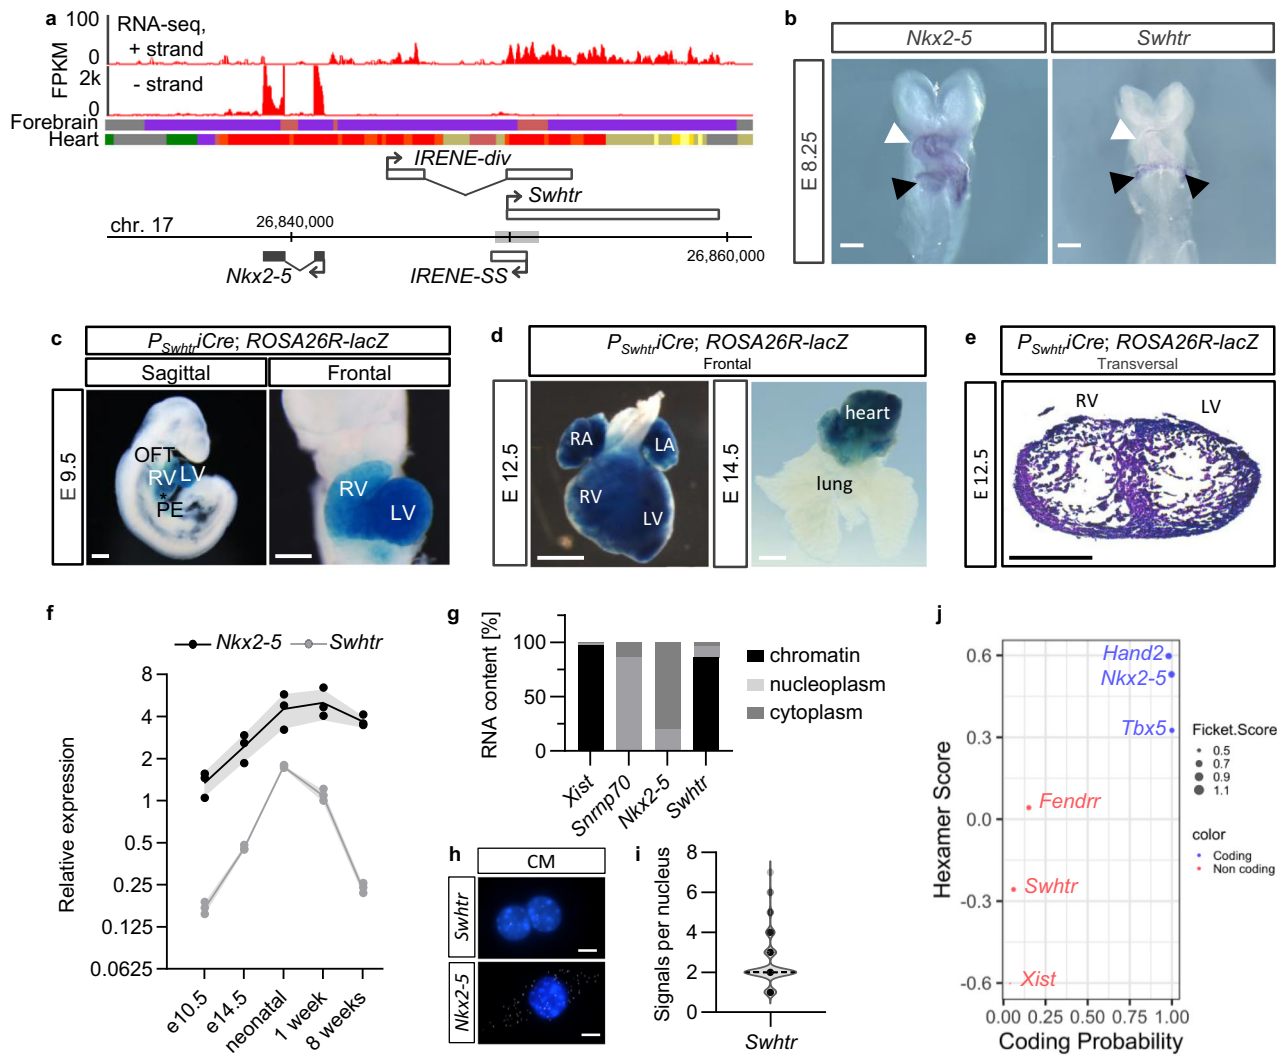 a
100
RNA-seq,
+ strand
0
FPKM
2k
- strand
0
Forebrain
Heart
IRENE-div
Swhtr
chr. 17
26,840,000
26,860,000
Nkx2-5
IRENE-SS
b
Nkx2-5
Swhtr
E 8.25
c
P_Swhtr iCre; ROSA26R-lacZ
Sagittal
Frontal
E 9.5
OFT
RV LV
*
PE
RV
LV
d
P_Swhtr iCre; ROSA26R-lacZ
Frontal
E 12.5
RA
LA
RV
LV
E 14.5
heart
lung
e
P_Swhtr iCre; ROSA26R-lacZ
Transversal
RV
LV
E 12.5
f
Nkx2-5
Swhtr
Relative expression
8
4
2
1
0.5
0.25
0.125
0.0625
e10.5
e14.5
neonatal
1 week
8 weeks
g
RNA content [%]
100
50
0
Xist
Snrnp70
Nkx2-5
Swhtr
chromatin
nucleoplasm
cytoplasm
h
CM
Swhtr
Nkx2-5
i
Signals per nucleus
8
6
4
2
0
Swhtr
j
Hexamer Score
0.6
0.3
0.0
-0.3
-0.6
Hand2
Nkx2-5
Tbx5
Fendrr
Swhtr
Xist
0.00 0.25 0.50 0.75 1.00
Coding Probability
Ficket.Score
0.5
0.7
0.9
1.1
color
Coding
Non coding